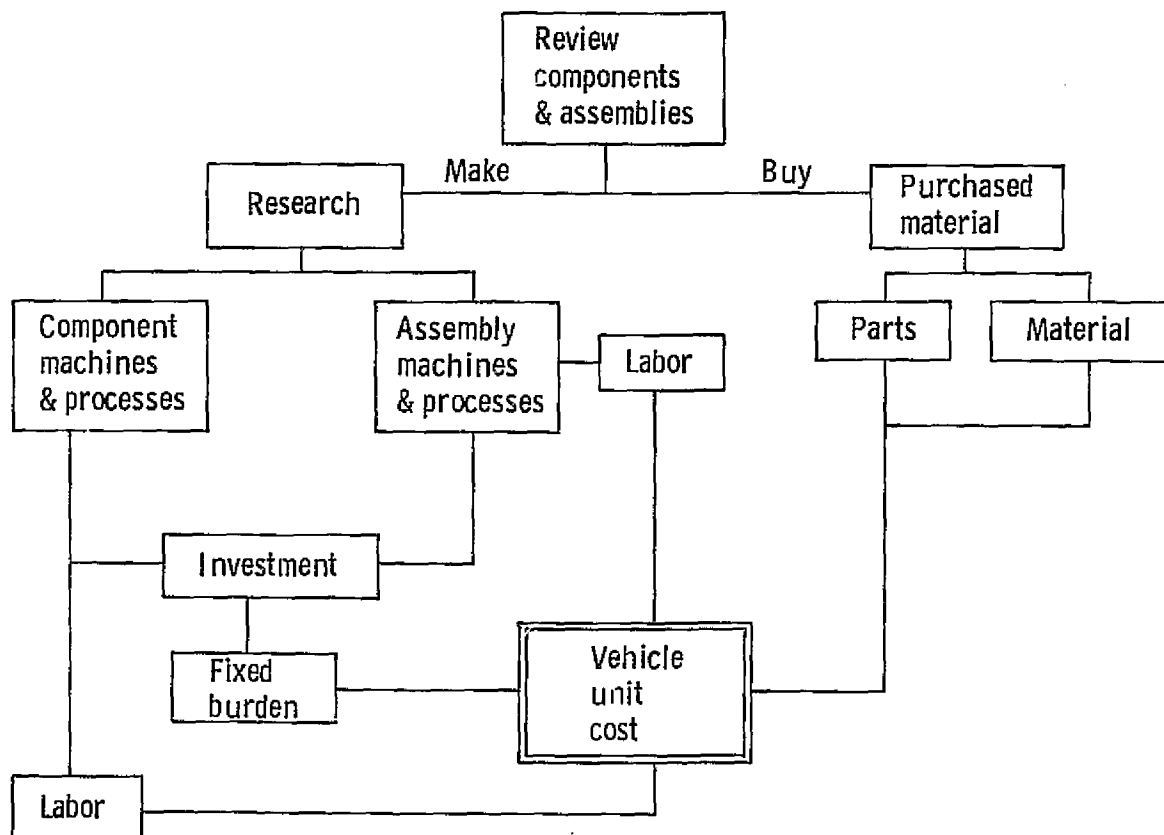 Review
components
& assemblies
Make
Buy
Research
Purchased
material
Component
machines
& processes
Assembly
machines
& processes
Labor
Parts
Material
Investment
Fixed
burden
Vehicle
unit
cost
Labor